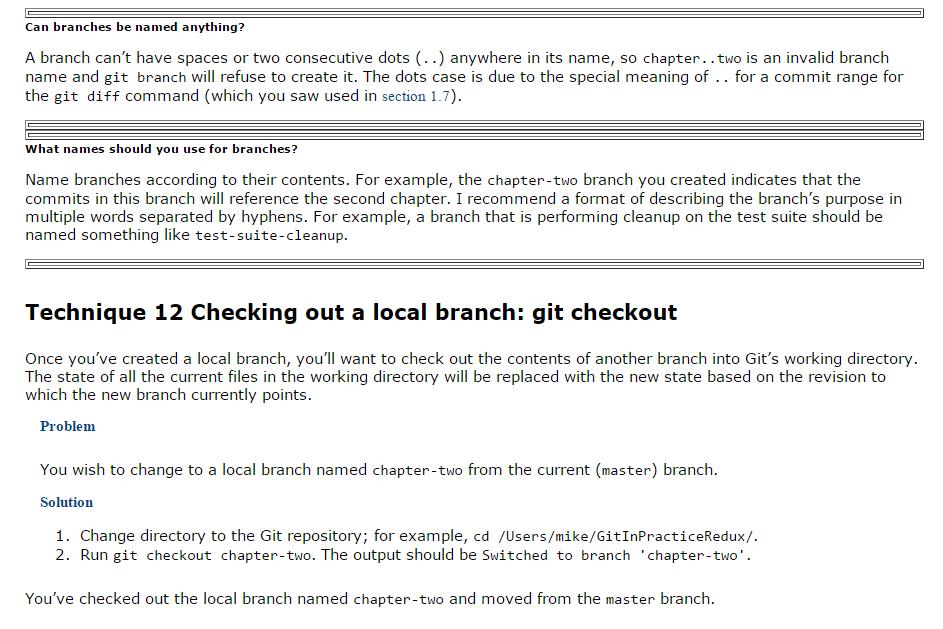 Can branches be named anything?
A branch can’t have spaces or two consecutive dots (..) anywhere in its name, so chapter..two is an invalid branch
name and git branch will refuse to create it. The dots case is due to the special meaning of .. for a commit range for
the git diff command (which you saw used in section 1.7).
What names should you use for branches?
Name branches according to their contents. For example, the chapter-two branch you created indicates that the
commits in this branch will reference the second chapter. I recommend a format of describing the branch’s purpose in
multiple words separated by hyphens. For example, a branch that is performing cleanup on the test suite should be
named something like test-suite-cleanup.
Technique 12 Checking out a local branch: git checkout
Once you’ve created a local branch, you’ll want to check out the contents of another branch into Git’s working directory.
The state of all the current files in the working directory will be replaced with the new state based on the revision to
which the new branch currently points.
Problem
You wish to change to a local branch named chapter-two from the current (master) branch.
Solution
1. Change directory to the Git repository; for example, cd /Users/mike/GitInPracticeRedux/.
2. Run git checkout chapter-two. The output should be Switched to branch 'chapter-two'.
You’ve checked out the local branch named chapter-two and moved from the master branch.